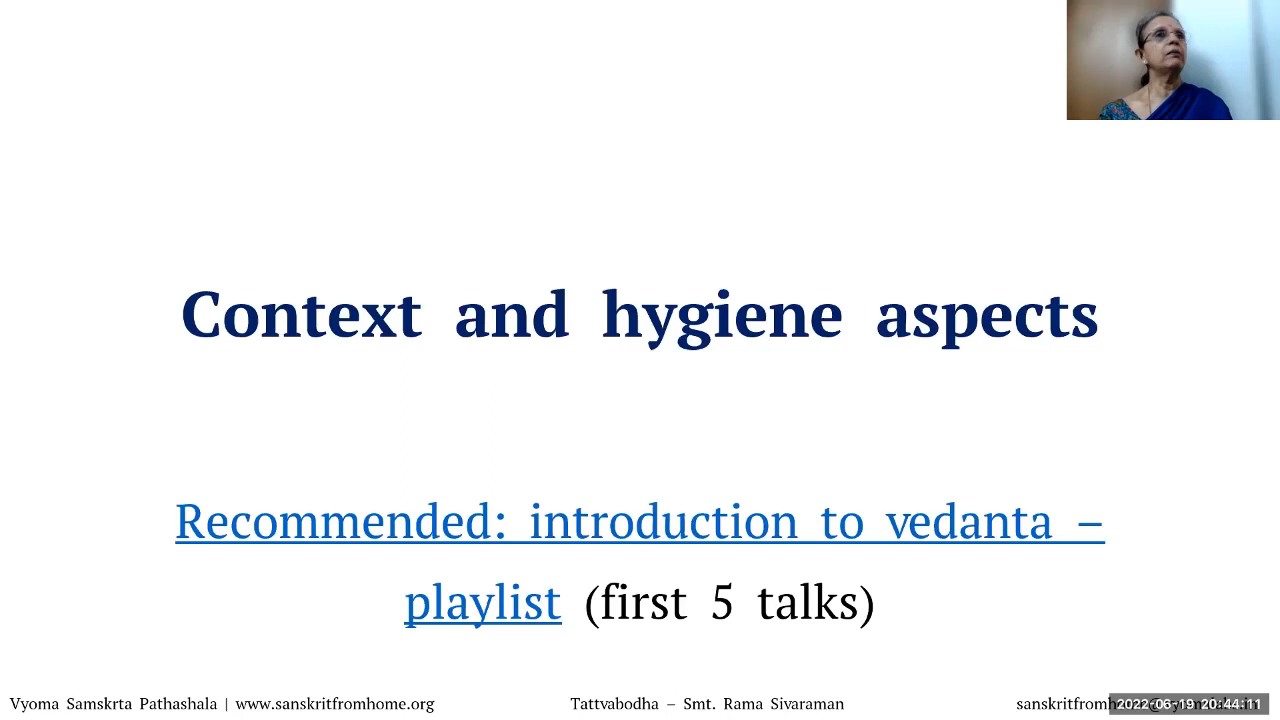 Context and hygiene aspects
Recommended: introduction to vedanta –
playlist (first 5 talks)
Vyoma Samskrta Pathashala | www.sanskritfromhome.org
Tattvabodha – Smt. Rama Sivaraman
2022-06-19 20:44:11